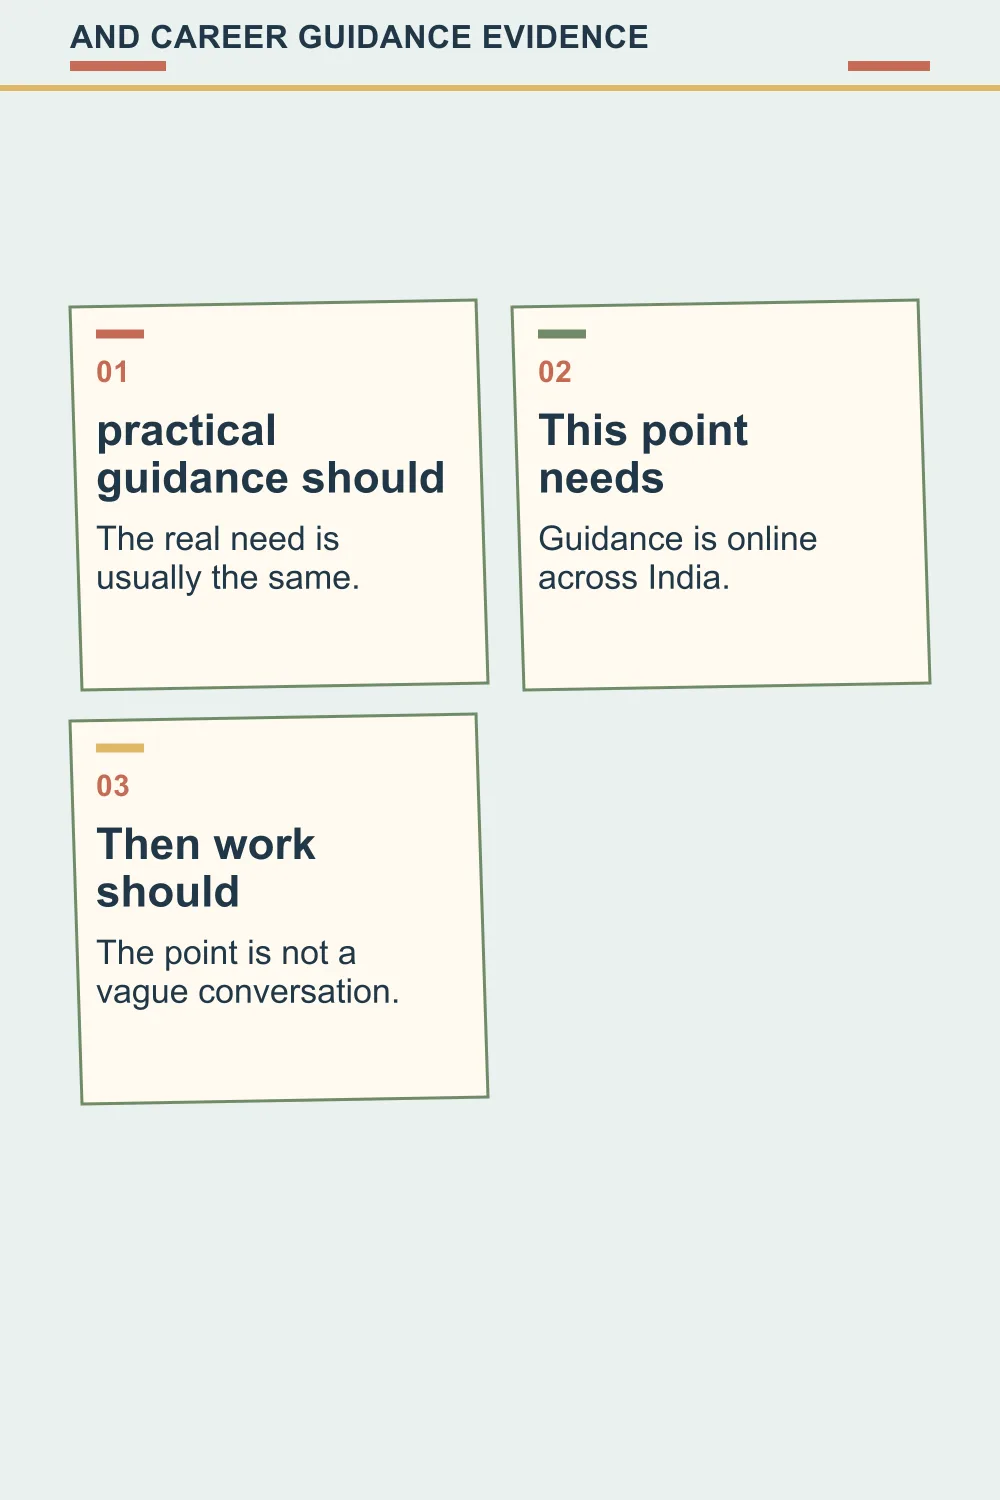 AND CAREER GUIDANCE EVIDENCE
01
practical
guidance should
The real need is
usually the same.
02
This point
needs
Guidance is online
across India.
03
Then work
should
The point is not a
vague conversation.